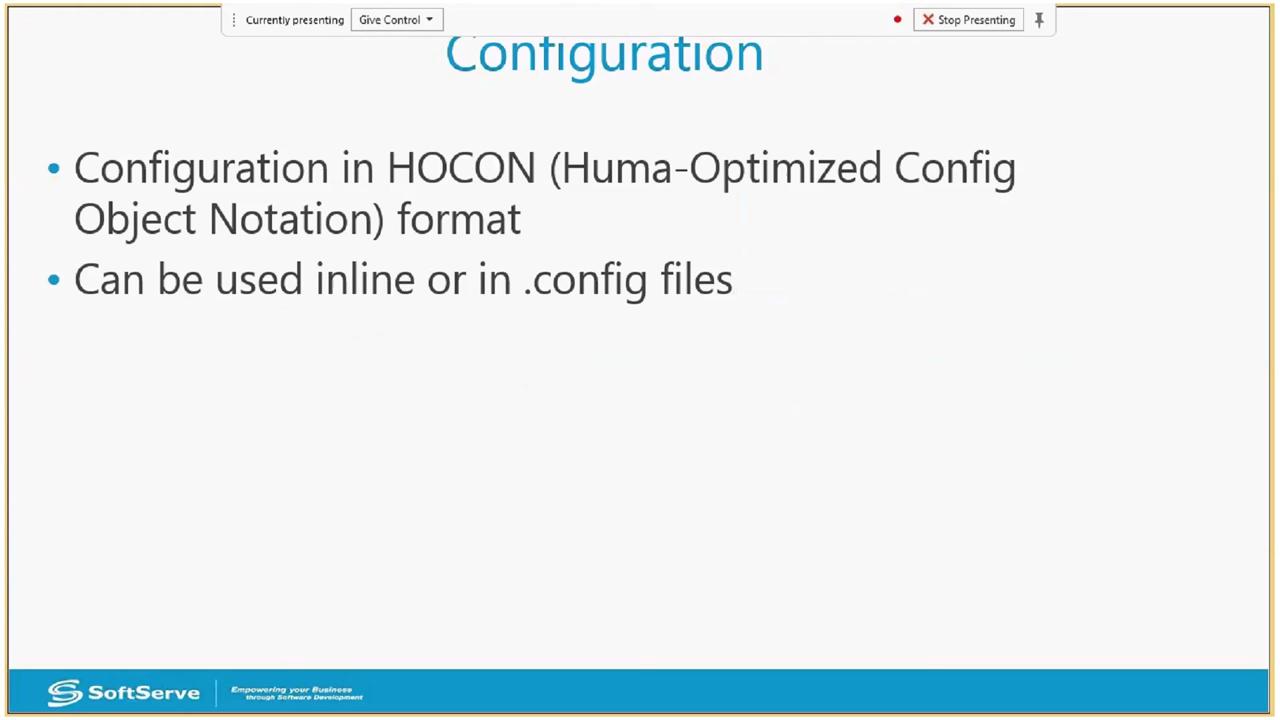 Currently presenting Give Control Stop Presenting
Configuration
• Configuration in HOCON (Huma-Optimized Config
Object Notation) format
• Can be used inline or in .config files
SoftServe
Empowering your Business
through Software Development